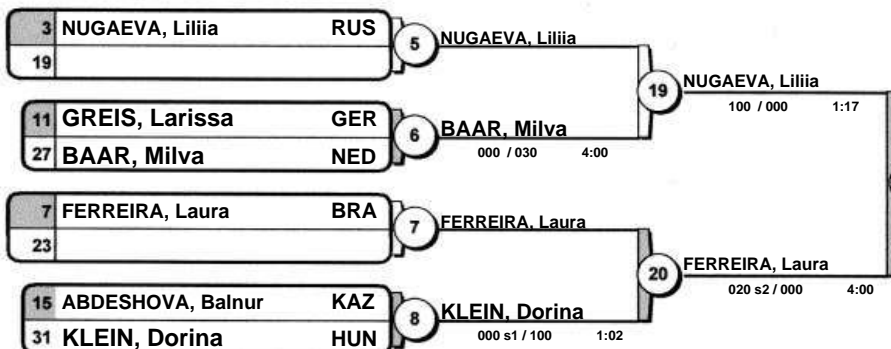 3 NUGAEVA, Liliia RUS
19
5 NUGAEVA, Liliia
19 NUGAEVA, Liliia
100 / 000 1:17
11 GREIS, Larissa GER
27 BAAR, Milva NED
6 BAAR, Milva
000 / 030 4:00
7 FERREIRA, Laura BRA
23
7 FERREIRA, Laura
20 FERREIRA, Laura
020 s2 / 000 4:00
15 ABDESHOVA, Balnur KAZ
31 KLEIN, Dorina HUN
8 KLEIN, Dorina
000 s1 / 100 1:02